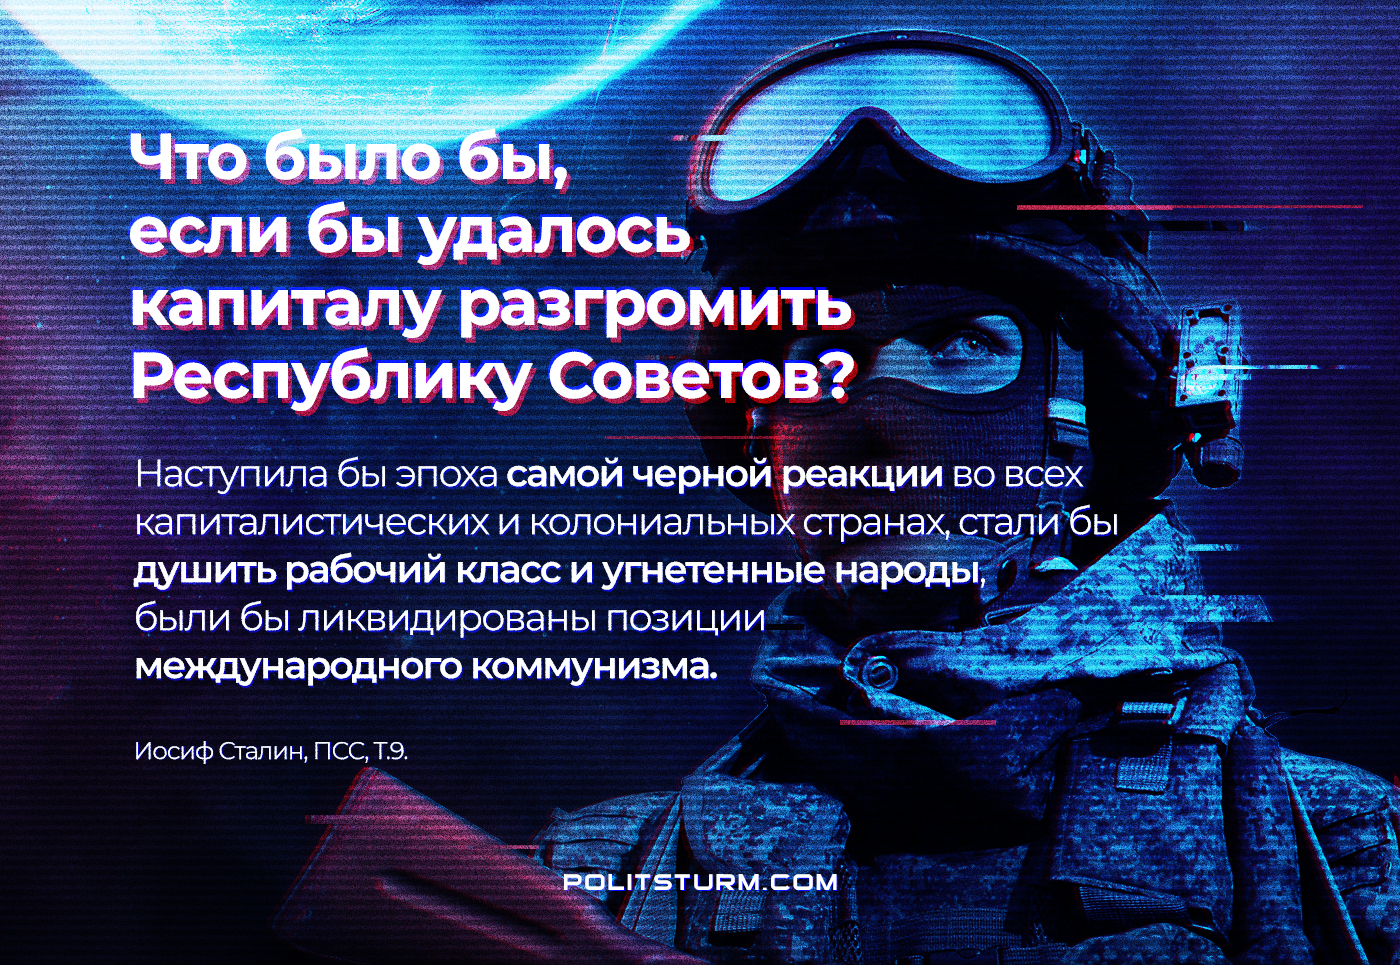 Что было бы,
если бы удалось
капиталу разгромить
Республику Советов?
Наступила бы эпоха самой черной реакции во всех
капиталистических и колониальных странах, стали бы
душить рабочий класс и угнетенные народы,
были бы ликвидированы позиции
международного коммунизма.
Иосиф Сталин, ПСС, Т.9.
POLITSTURM.COM